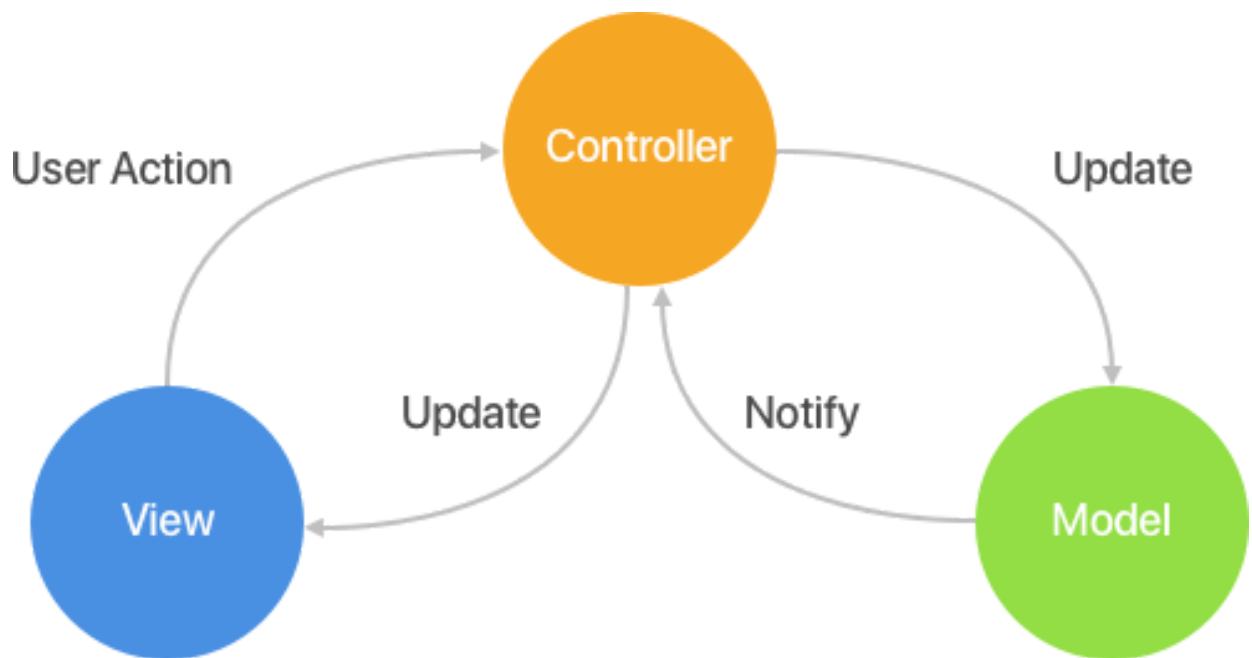 Controller
User Action
Update
Update
Notify
View
Model